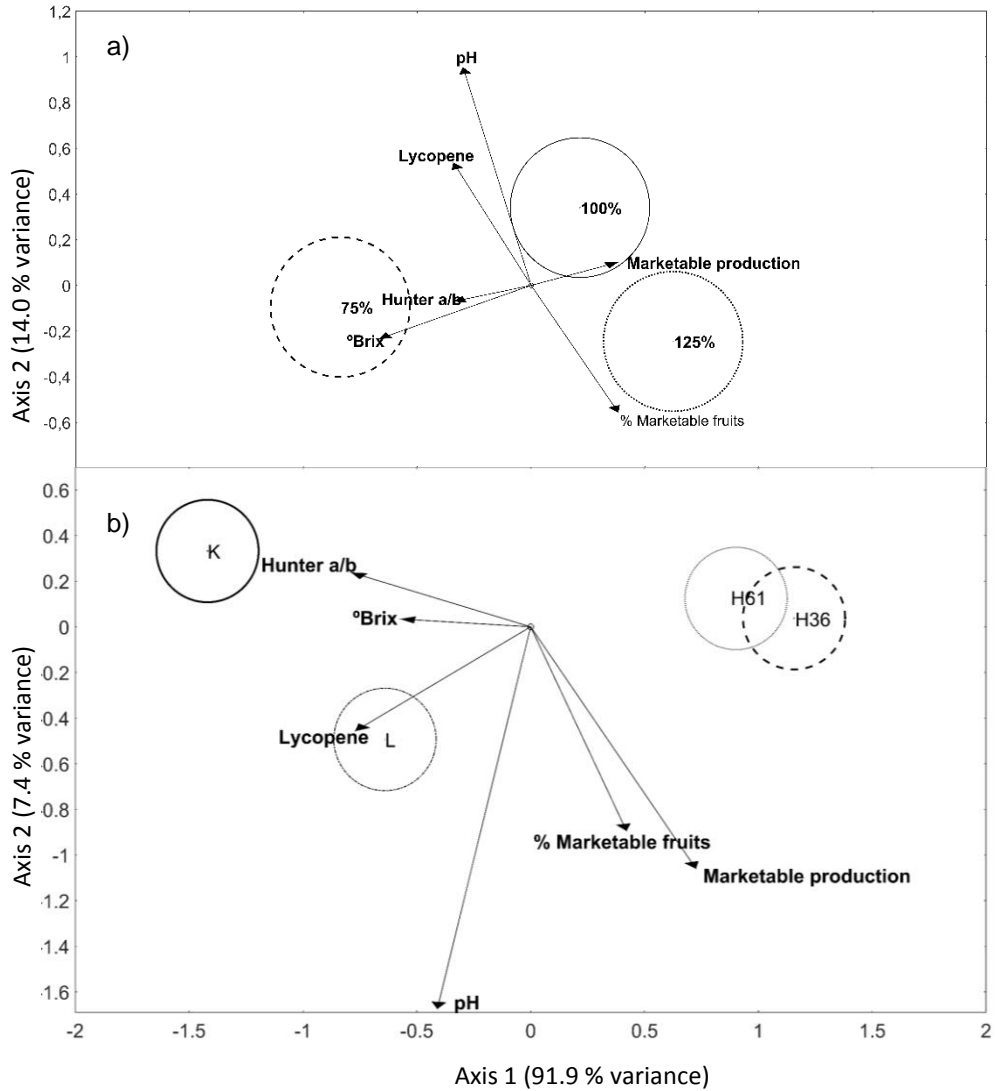 a)
1,2
1
0,8
0,6
0,4
0,2
0
-0,2
-0,4
-0,6
Axis 2 (14.0 % variance)
pH
Lycopene
100%
Marketable production
Hunter a/b
75%
ºBrix
125%
% Marketable fruits
b)
0.6
0.4
0.2
0
0.2
0.4
0.6
0.8
-1
-1.2
-1.4
-1.6
Axis 2 (7.4 % variance)
K
Hunter a/b
ºBrix
H61
H36
Lycopene
L
% Marketable fruits
Marketable production
pH
-2
-1.5
-1
-0.5
0
0.5
1
1.5
2
Axis 1 (91.9 % variance)